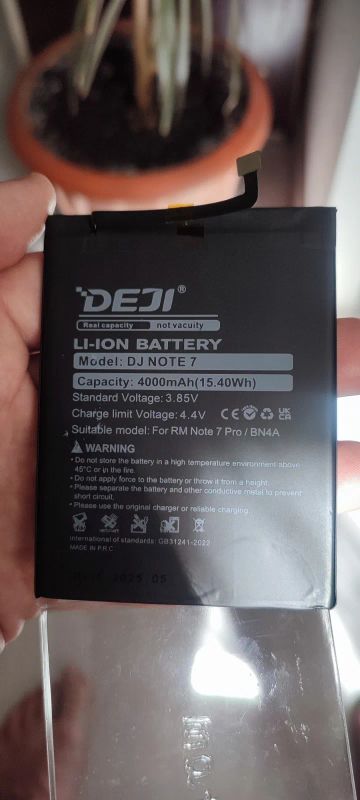 DEJI®
Real capacity not vacuity
LI-ION BATTERY
Model: DJ NOTE 7
Capacity: 4000mAh(15.40Wh)
Standard Voltage:3.85V
Charge limit Voltage: 4.4V
CE UK CA
Suitable model: For RM Note 7 Pro / BN4A
WARNING
• Do not store the battery in a high temperature environment above
45°C or in the fire.
• Do not apply force to the battery or throw it from a height.
• Please separate the battery and other conductive metal to prevent
short circuit.
• Please use the original charger or reliable charging.
international of standards: GB31241-2022
MADE IN P.R.C
2025.05